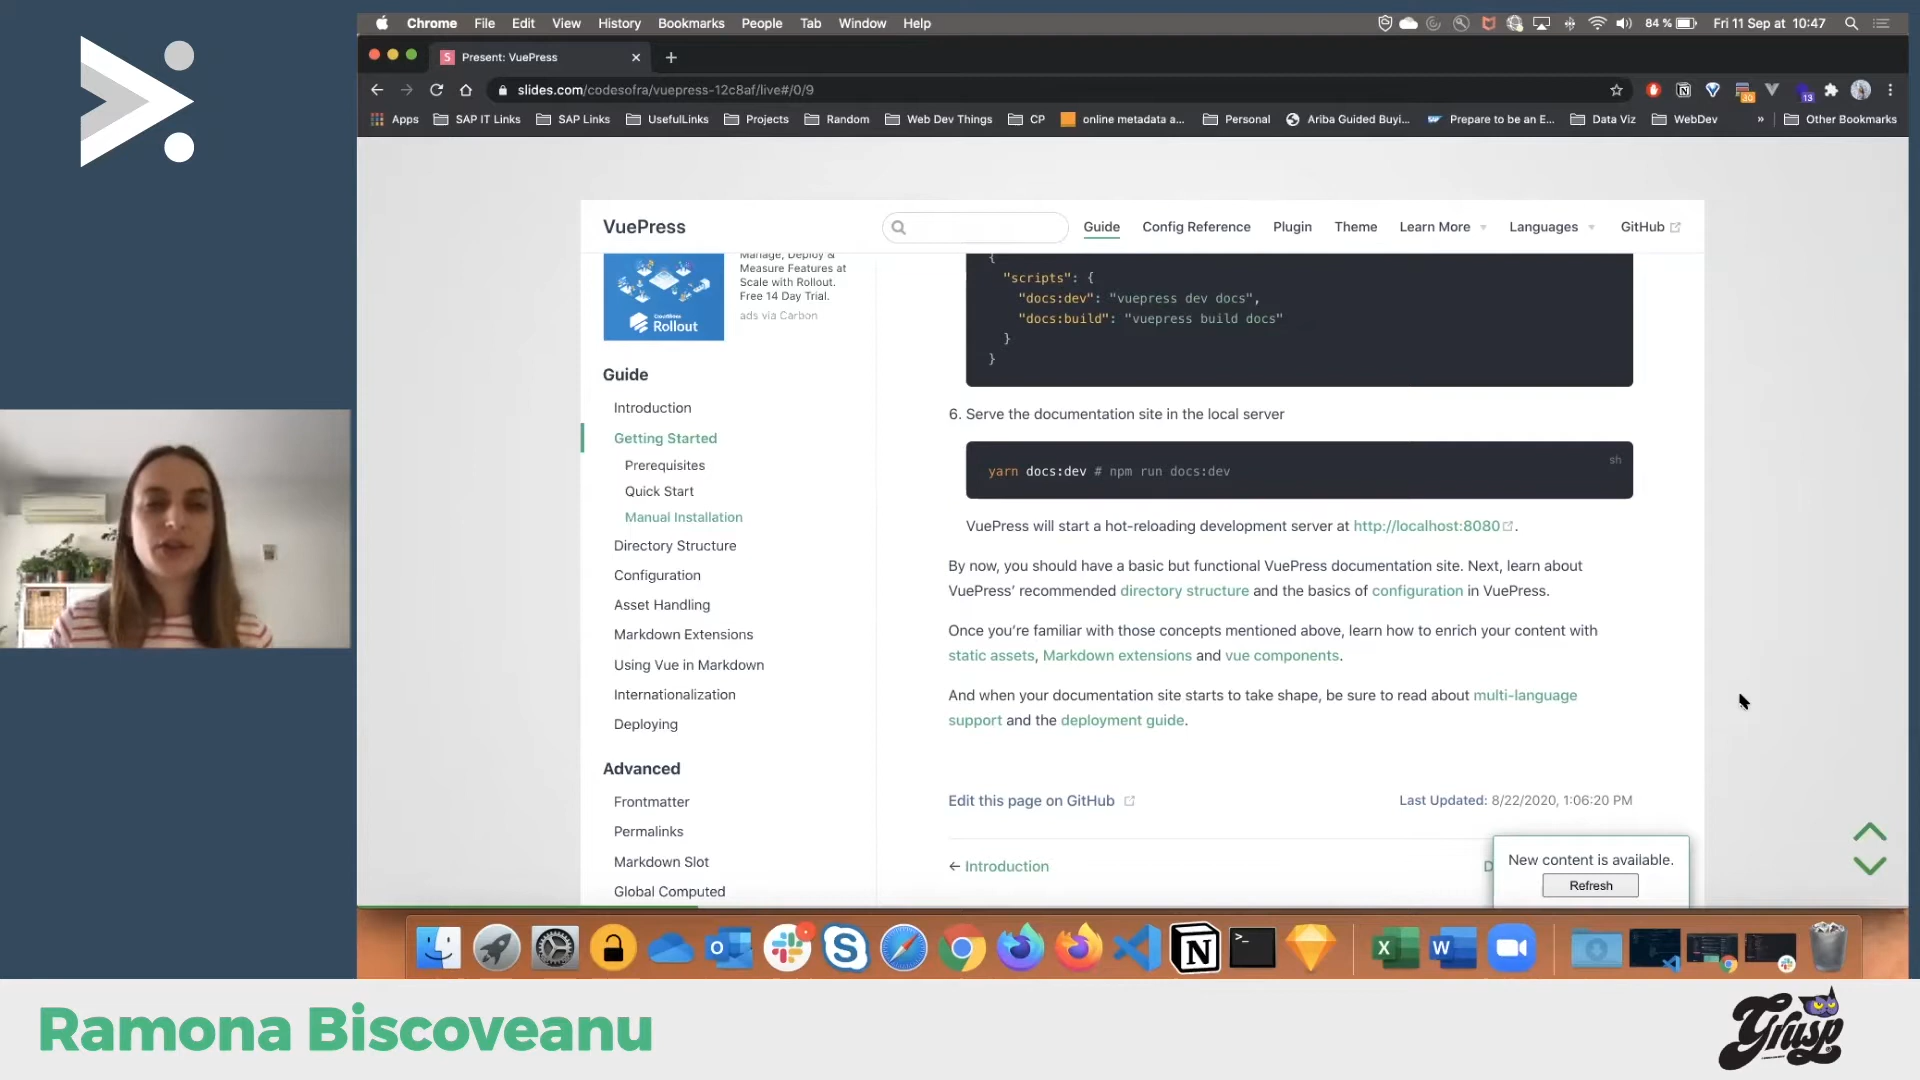 Chrome File Edit View History Bookmarks People Tab Window Help
84 % Fri 11 Sep at 10:47
Present: VuePress
slides.com/codesofra/vuepress-12c8af/live#/0/9
Apps SAP IT Links SAP Links UsefulLinks Projects Random Web Dev Things CP online metadata a... Personal Ariba Guided Buyi... Prepare to be an E... Data Viz WebDev » Other Bookmarks
VuePress
Guide Config Reference Plugin Theme Learn More Languages GitHub
Manage, Deploy &
Measure Features at
Scale with Rollout.
Free 14 Day Trial.
ads via Carbon
Rollout
Guide
Introduction
Getting Started
Prerequisites
Quick Start
Manual Installation
Directory Structure
Configuration
Asset Handling
Markdown Extensions
Using Vue in Markdown
Internationalization
Deploying
Advanced
Frontmatter
Permalinks
Markdown Slot
Global Computed
{
"scripts": {
"docs:dev": "vuepress dev docs",
"docs:build": "vuepress build docs"
}
}
6. Serve the documentation site in the local server
sh
yarn docs:dev # npm run docs:dev
VuePress will start a hot-reloading development server at http://localhost:8080.
By now, you should have a basic but functional VuePress documentation site. Next, learn about
VuePress’ recommended directory structure and the basics of configuration in VuePress.
Once you’re familiar with those concepts mentioned above, learn how to enrich your content with
static assets, Markdown extensions and vue components.
And when your documentation site starts to take shape, be sure to read about multi-language
support and the deployment guide.
Edit this page on GitHub
Last Updated: 8/22/2020, 1:06:20 PM
← Introduction
D
New content is available.
Refresh
Ramona Biscoveanu
Grusp